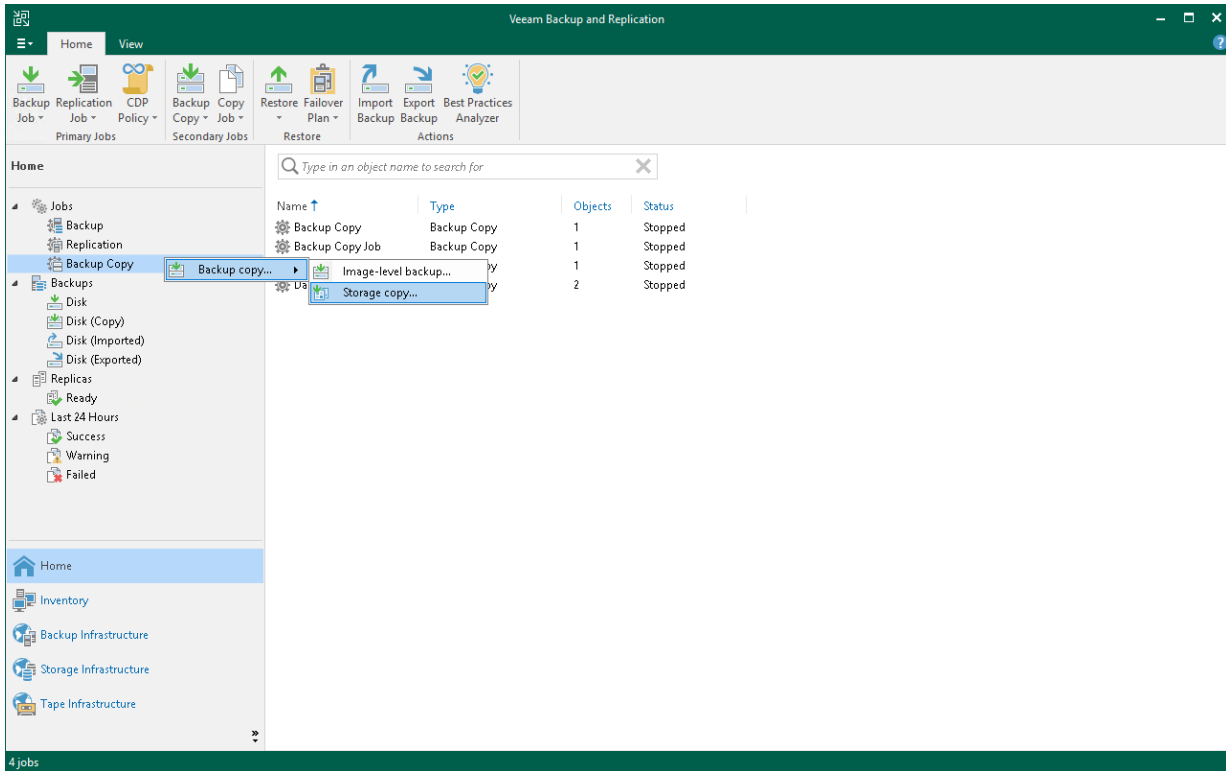 Veeam Backup and Replication
Home View
Backup Job Replication Job CDP Policy Backup Copy Copy Job Restore Failover Plan Import Backup Export Backup Best Practices Analyzer
Primary Jobs Secondary Jobs Restore Actions
Home
Type in an object name to search for
Jobs
Backup
Replication
Backup Copy
Backups
Disk
Disk (Copy)
Disk (Imported)
Disk (Exported)
Replicas
Ready
Last 24 Hours
Success
Warning
Failed
Name Type Objects Status
Backup Copy Backup Copy 1 Stopped
Backup Copy Job Backup Copy 1 Stopped
1 Stopped
2 Stopped
Backup copy...
Image-level backup...
Storage copy...
Home
Inventory
Backup Infrastructure
Storage Infrastructure
Tape Infrastructure
4 jobs